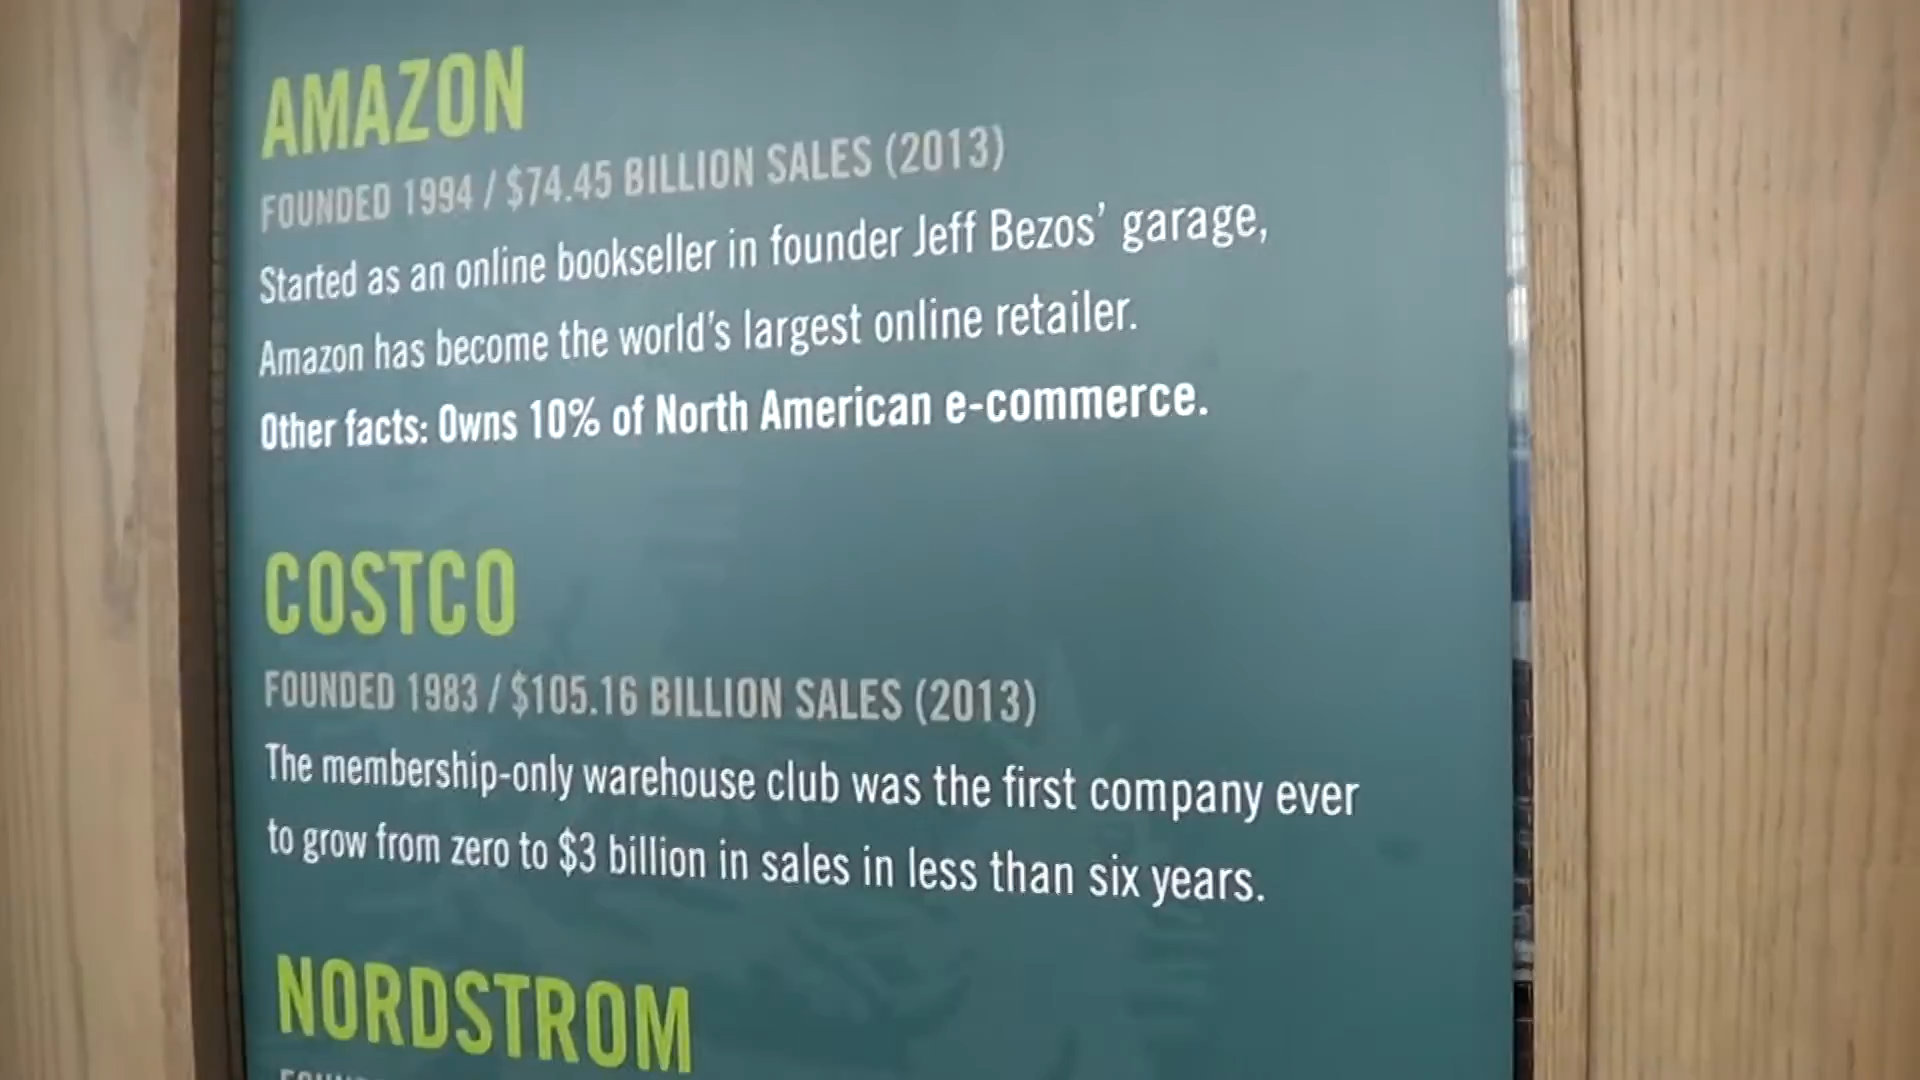 AMAZON
FOUNDED 1994 / $74.45 BILLION SALES (2013)
Started as an online bookseller in founder Jeff Bezos’ garage,
Amazon has become the world’s largest online retailer.
Other facts: Owns 10% of North American e-commerce.
COSTCO
FOUNDED 1983 / $105.16 BILLION SALES (2013)
The membership-only warehouse club was the first company ever
to grow from zero to $3 billion in sales in less than six years.
NORDSTROM